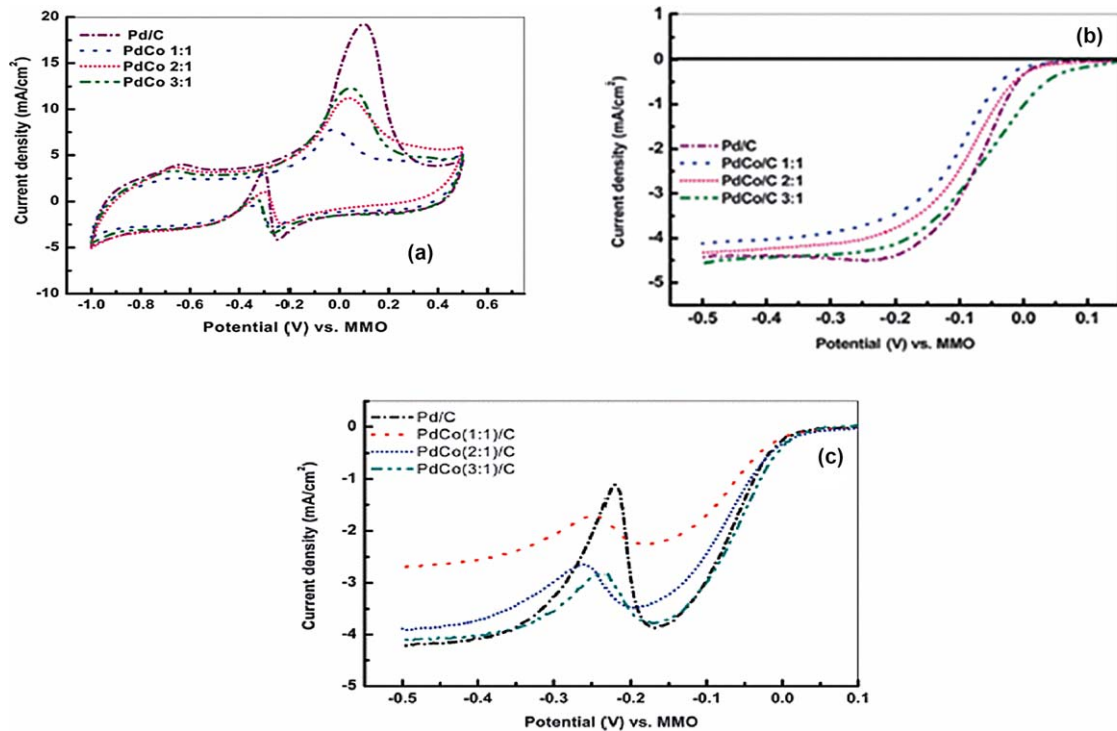 20
15
10
5
0
5
10
-1.0 -0.8 -0.6 -0.4 -0.2 0.0 0.2 0.4 0.6
Current density (mA/cm²)
Potential (V) vs. MMO
Pd/C
PdCo 1:1
PdCo 2:1
PdCo 3:1
(a)
1
0
-1
-2
-3
-4
-5
-0.5 -0.4 -0.3 -0.2 -0.1 0.0 0.1
Current density (mA/cm²)
Potential (V) vs. MMO
Pd/C
PdCo/C 1:1
PdCo/C 2:1
PdCo/C 3:1
(b)
0
-1
-2
-3
-4
-5
-0.5 -0.4 -0.3 -0.2 -0.1 0.0 0.1
Current density (mA/cm²)
Potential (V) vs. MMO
Pd/C
PdCo(1:1)/C
PdCo(2:1)/C
PdCo(3:1)/C
(c)